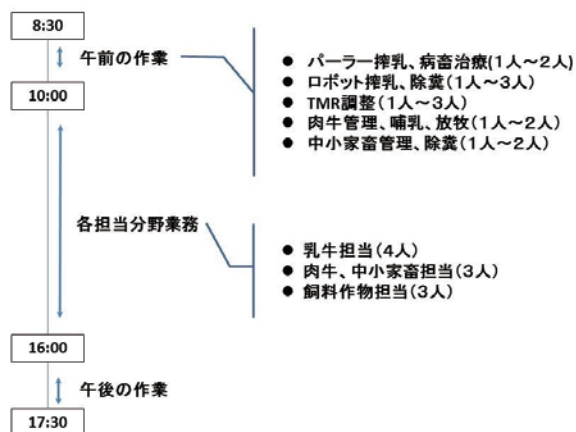 8:30
午前の作業
10:00
● パーラー搾乳、病畜治療(1人～2人)
● ロボット搾乳、除糞(1人～3人)
● TMR調整(1人～3人)
● 肉牛管理、哺乳、放牧(1人～2人)
● 中小家畜管理、除糞(1人～2人)
各担当分野業務
● 乳牛担当(4人)
● 肉牛、中小家畜担当(3人)
● 飼料作物担当(3人)
16:00
午後の作業
17:30